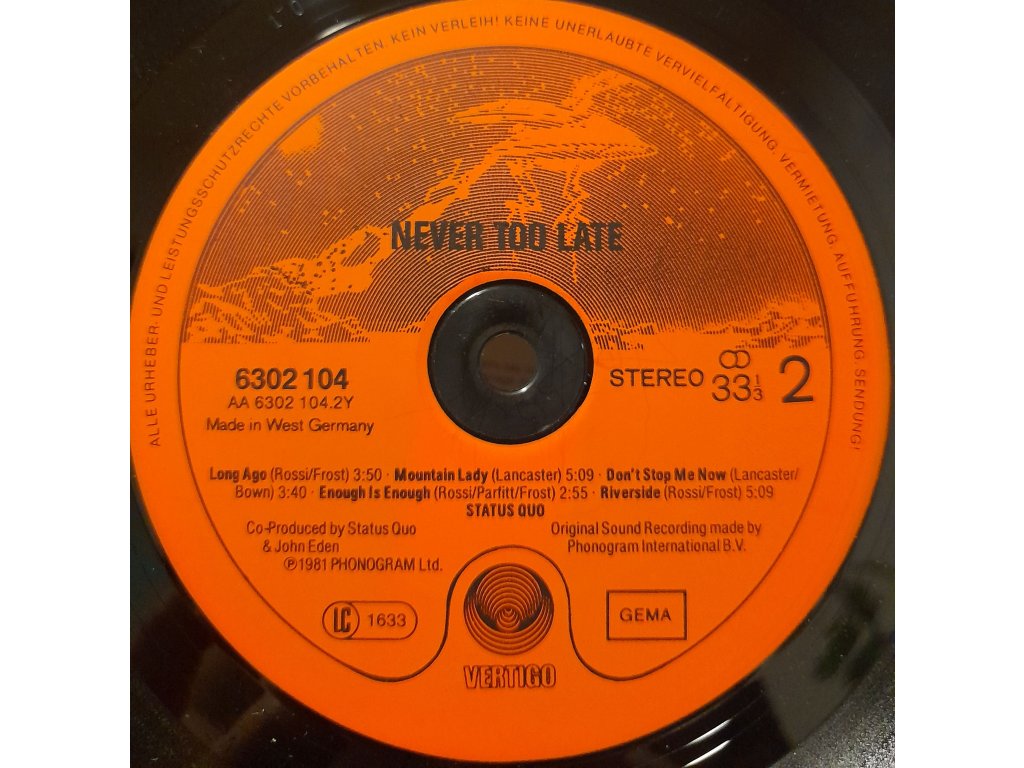 ALLE URHEBER- UND LEISTUNGSSCHUTZRECHTE VORBEHALTEN. KEIN VERLEIH! KEINE UNERLAUBTE VERVIELFÄLTIGUNG, VERMIETUNG, AUFFÜHRUNG, SENDUNG!
NEVER TOO LATE
6302 104
AA 6302 104.2Y
Made in West Germany
STEREO 33 1/3 2
Long Ago (Rossi/Frost) 3:50 · Mountain Lady (Lancaster) 5:09 · Don't Stop Me Now (Lancaster/
Bown) 3:40 · Enough Is Enough (Rossi/Parfitt/Frost) 2:55 · Riverside (Rossi/Frost) 5:09
STATUS QUO
Co-Produced by Status Quo
& John Eden
℗1981 PHONOGRAM Ltd.
Original Sound Recording made by
Phonogram International B.V.
LC 1633
GEMA
VERTIGO